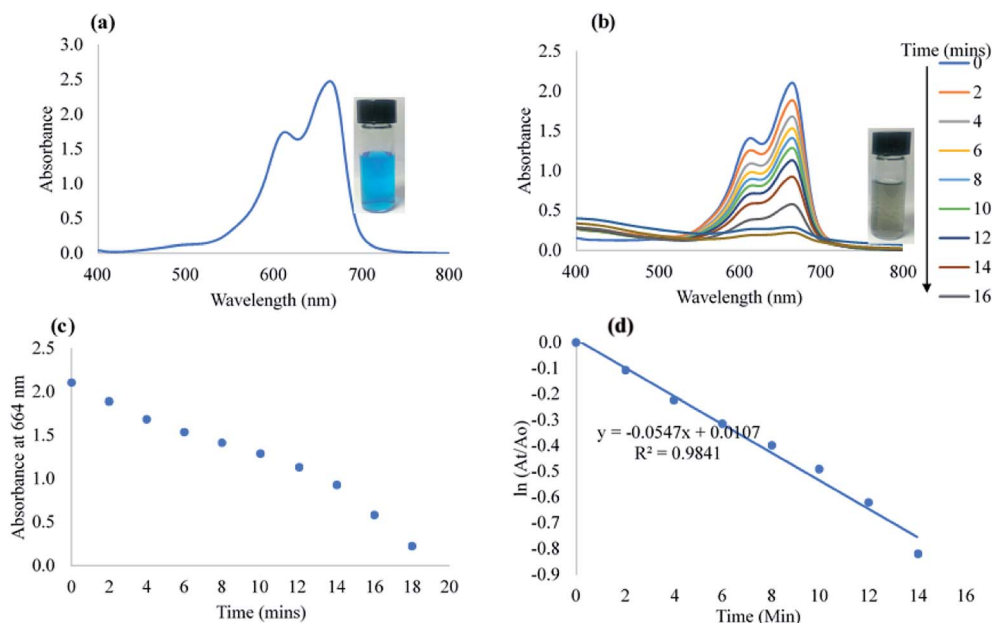 (a)
3.0
2.5
2.0
1.5
1.0
0.5
0.0
Absorbance
400 500 600 700 800
Wavelength (nm)
(b)
2.5
2.0
1.5
1.0
0.5
0.0
Absorbance
400 500 600 700 800
Wavelength (nm)
Time (mins)
0
2
4
6
8
10
12
14
16
(c)
2.5
2.0
1.5
1.0
0.5
0.0
Absorbance at 664 nm
0 2 4 6 8 10 12 14 16 18 20
Time (mins)
(d)
0.0
-0.1
-0.2
-0.3
-0.4
-0.5
-0.6
-0.7
-0.8
-0.9
ln (At/Ao)
y = -0.0547x + 0.0107
R² = 0.9841
0 2 4 6 8 10 12 14 16
Time (Min)